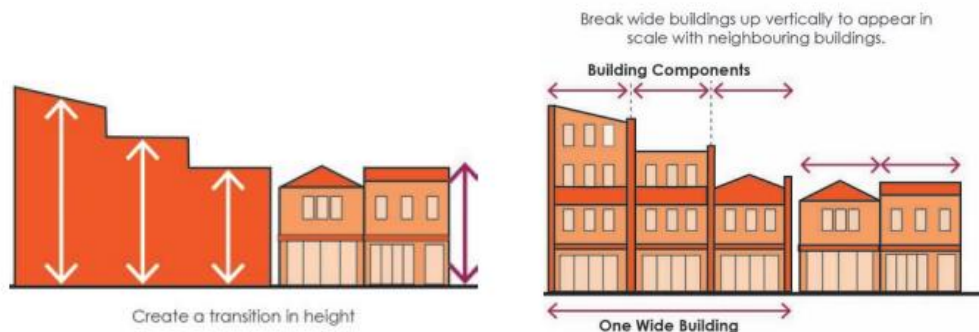 Create a transition in height
Break wide buildings up vertically to appear in
scale with neighbouring buildings.
Building Components
One Wide Building